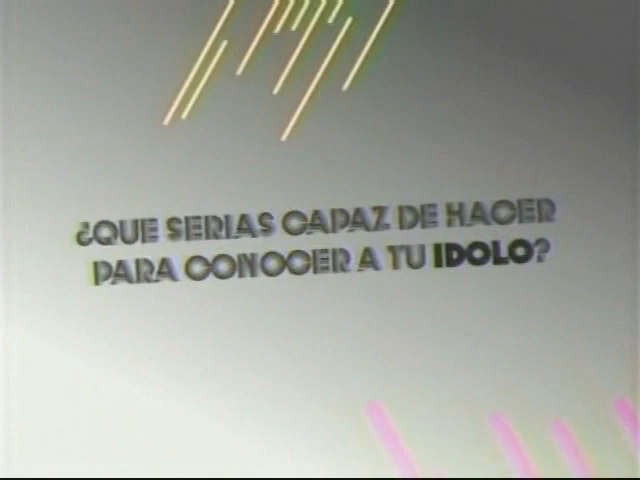 ¿QUE SERIAS CAPAZ DE HACER
PARA CONOCER A TU IDOLO?